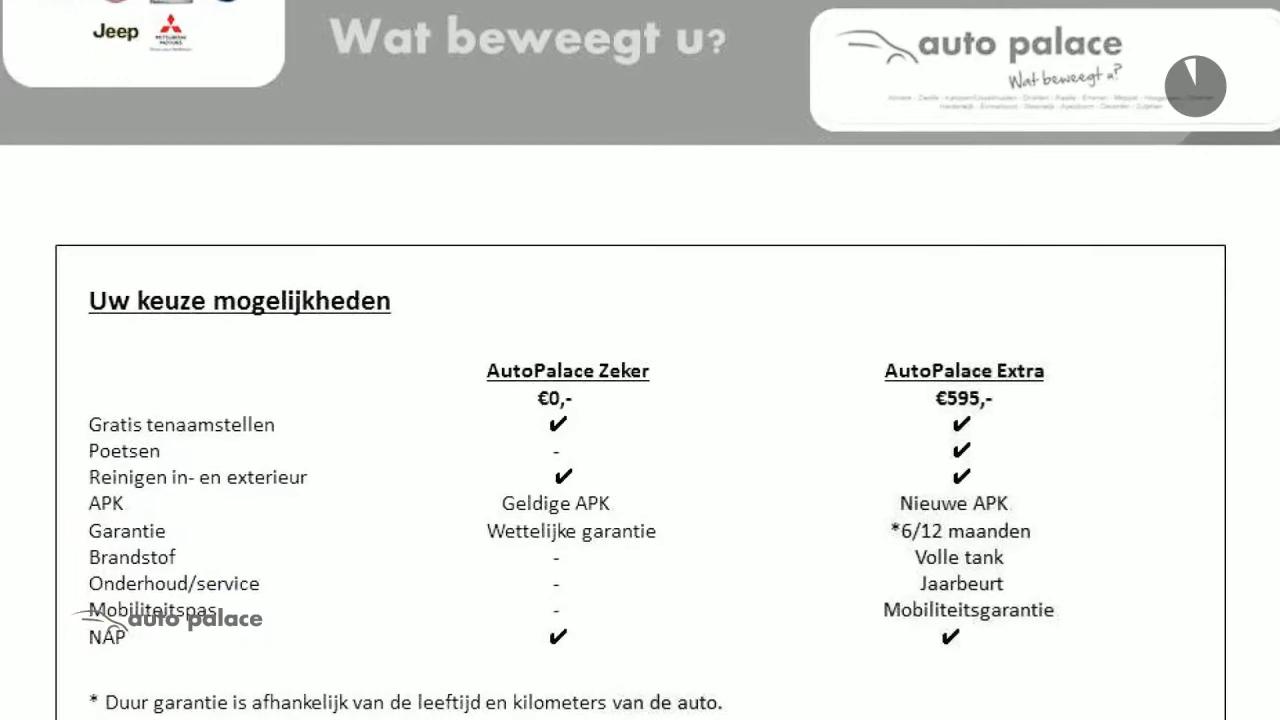 Jeep
MITSUBISHI
MOTORS
Wat beweegt u?
auto palace
Wat beweegt u?
Uw keuze mogelijkheden
AutoPalace Zeker AutoPalace Extra
€0,- €595,-
Gratis tenaamstellen ✔ ✔
Poetsen - ✔
Reinigen in- en exterieur ✔ ✔
APK Geldige APK Nieuwe APK
Garantie Wettelijke garantie *6/12 maanden
Brandstof - Volle tank
Onderhoud/service - Jaarbeurt
Mobiliteitspas - Mobiliteitsgarantie
auto palace
NAP ✔ ✔
* Duur garantie is afhankelijk van de leeftijd en kilometers van de auto.